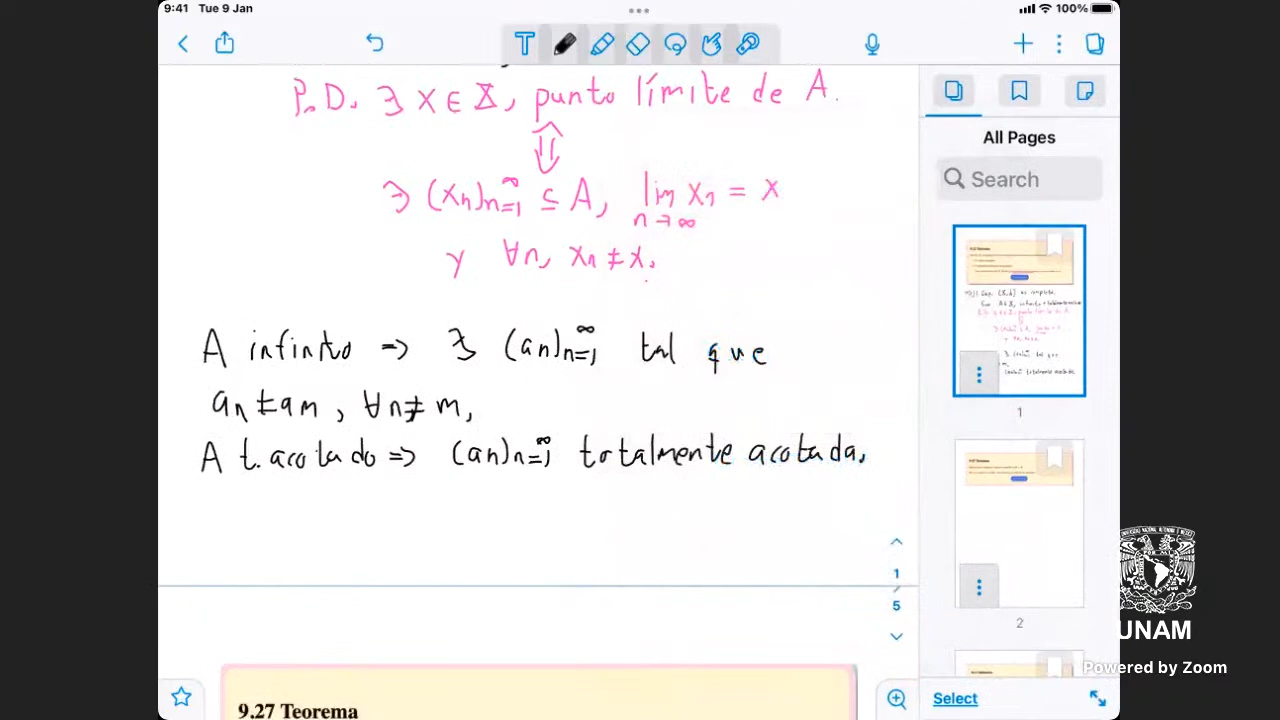 9:41 Tue 9 Jan
100%
P.D. ∃ x ∈ X, punto límite de A.
⇕
∃ (xn)n=1^∞ ⊆ A, lim n→∞ xn = x
y ∀n, xn ≠ x.
A infinito => ∃ (an)n=1^∞ tal que
an ≠ am, ∀n ≠ m,
A t. acotado => (an)n=1^∞ totalmente acotada.
1
5
9.27 Teorema
All Pages
Search
1
2
Select
UNAM
Powered by Zoom